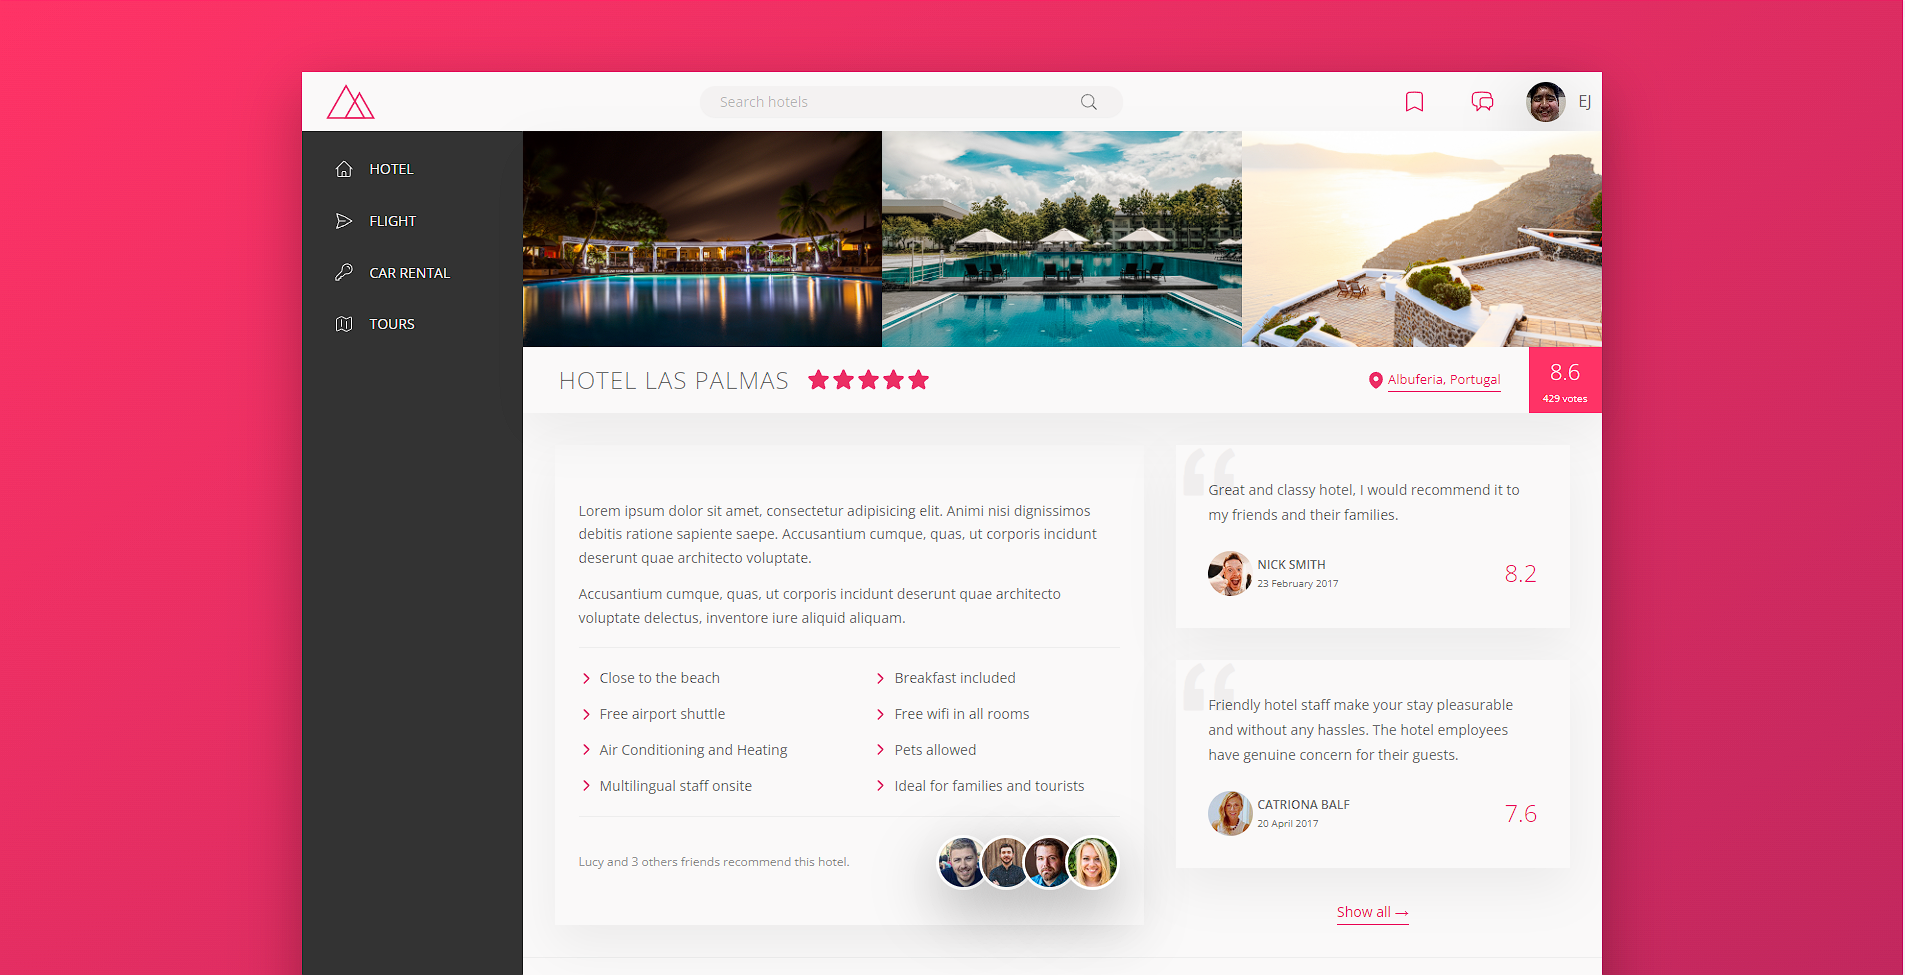 Search hotels
EJ
HOTEL
FLIGHT
CAR RENTAL
TOURS
HOTEL LAS PALMAS
Albuferia, Portugal
8.6
429 votes
Lorem ipsum dolor sit amet, consectetur adipisicing elit. Animi nisi dignissimos
debitis ratione sapiente saepe. Accusantium cumque, quas, ut corporis incidunt
deserunt quae architecto voluptate.
Accusantium cumque, quas, ut corporis incidunt deserunt quae architecto
voluptate delectus, inventore iure aliquid aliquam.
Close to the beach
Breakfast included
Free airport shuttle
Free wifi in all rooms
Air Conditioning and Heating
Pets allowed
Multilingual staff onsite
Ideal for families and tourists
Lucy and 3 others friends recommend this hotel.
“
Great and classy hotel, I would recommend it to
my friends and their families.
NICK SMITH
23 February 2017
8.2
“
Friendly hotel staff make your stay pleasurable
and without any hassles. The hotel employees
have genuine concern for their guests.
CATRIONA BALF
20 April 2017
7.6
Show all →